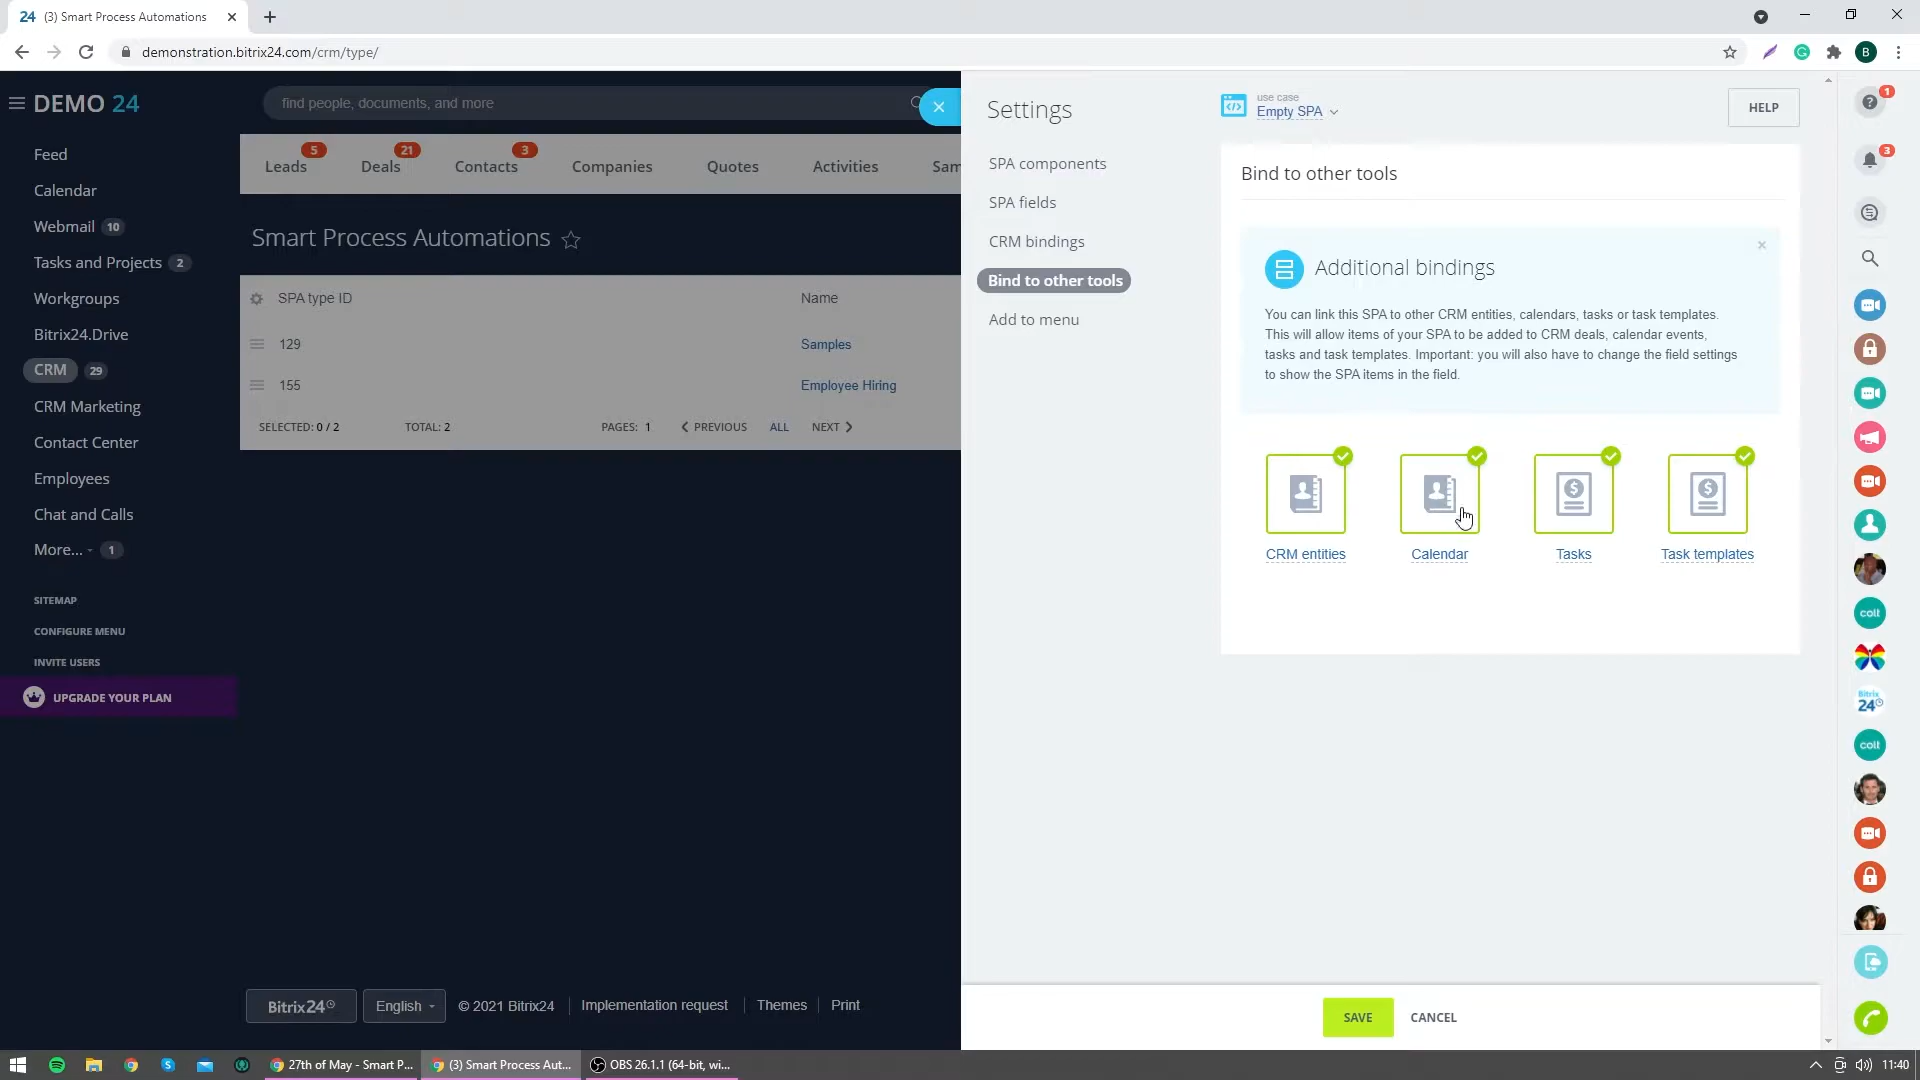 24 (3) Smart Process Automations
demonstration.bitrix24.com/crm/type/
B
DEMO 24
find people, documents, and more
Feed
Calendar
Webmail 10
Tasks and Projects 2
Workgroups
Bitrix24.Drive
CRM 29
CRM Marketing
Contact Center
Employees
Chat and Calls
More... 1
SITEMAP
CONFIGURE MENU
INVITE USERS
UPGRADE YOUR PLAN
5 21 3
Leads Deals Contacts Companies Quotes Activities Sam
Smart Process Automations
SPA type ID Name
129 Samples
155 Employee Hiring
SELECTED: 0 / 2 TOTAL: 2 PAGES: 1 PREVIOUS ALL NEXT
Bitrix24 English © 2021 Bitrix24 Implementation request Themes Print
Settings
SPA components
SPA fields
CRM bindings
Bind to other tools
Add to menu
use case
Empty SPA
HELP
Bind to other tools
Additional bindings
You can link this SPA to other CRM entities, calendars, tasks or task templates.
This will allow items of your SPA to be added to CRM deals, calendar events,
tasks and task templates. Important: you will also have to change the field settings
to show the SPA items in the field.
CRM entities Calendar Tasks Task templates
SAVE CANCEL
1
3
colt
Bitrix
24
colt
27th of May - Smart P... (3) Smart Process Aut... OBS 26.1.1 (64-bit, wi... 11:40